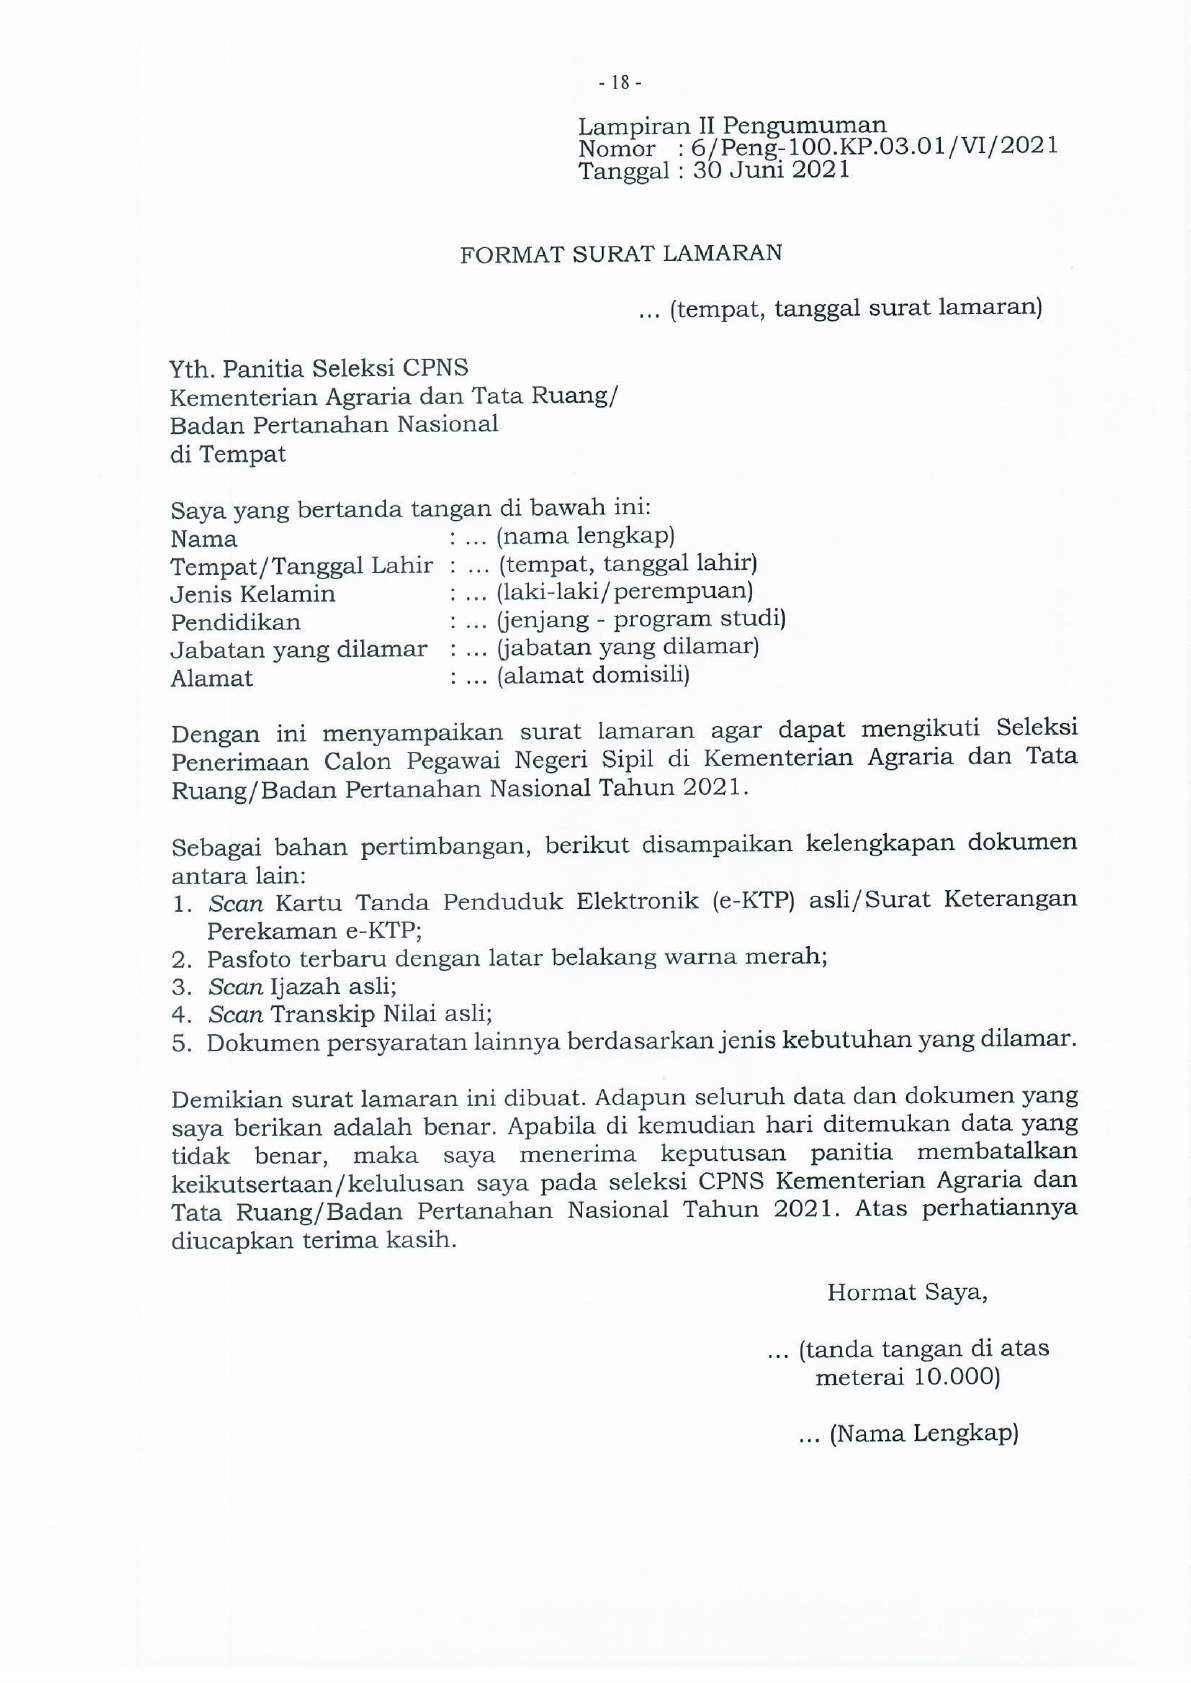 - 18 -
Lampiran II Pengumuman
Nomor : 6/Peng-100.KP.03.01/VI/2021
Tanggal : 30 Juni 2021
FORMAT SURAT LAMARAN
... (tempat, tanggal surat lamaran)
Yth. Panitia Seleksi CPNS
Kementerian Agraria dan Tata Ruang/
Badan Pertanahan Nasional
di Tempat
Saya yang bertanda tangan di bawah ini:
Nama : ... (nama lengkap)
Tempat/Tanggal Lahir : ... (tempat, tanggal lahir)
Jenis Kelamin : ... (laki-laki/perempuan)
Pendidikan : ... (jenjang - program studi)
Jabatan yang dilamar : ... (jabatan yang dilamar)
Alamat : ... (alamat domisili)
Dengan ini menyampaikan surat lamaran agar dapat mengikuti Seleksi
Penerimaan Calon Pegawai Negeri Sipil di Kementerian Agraria dan Tata
Ruang/Badan Pertanahan Nasional Tahun 2021.
Sebagai bahan pertimbangan, berikut disampaikan kelengkapan dokumen
antara lain:
1. Scan Kartu Tanda Penduduk Elektronik (e-KTP) asli/Surat Keterangan
Perekaman e-KTP;
2. Pasfoto terbaru dengan latar belakang warna merah;
3. Scan Ijazah asli;
4. Scan Transkip Nilai asli;
5. Dokumen persyaratan lainnya berdasarkan jenis kebutuhan yang dilamar.
Demikian surat lamaran ini dibuat. Adapun seluruh data dan dokumen yang
saya berikan adalah benar. Apabila di kemudian hari ditemukan data yang
tidak benar, maka saya menerima keputusan panitia membatalkan
keikutsertaan/kelulusan saya pada seleksi CPNS Kementerian Agraria dan
Tata Ruang/Badan Pertanahan Nasional Tahun 2021. Atas perhatiannya
diucapkan terima kasih.
Hormat Saya,
... (tanda tangan di atas
meterai 10.000)
... (Nama Lengkap)